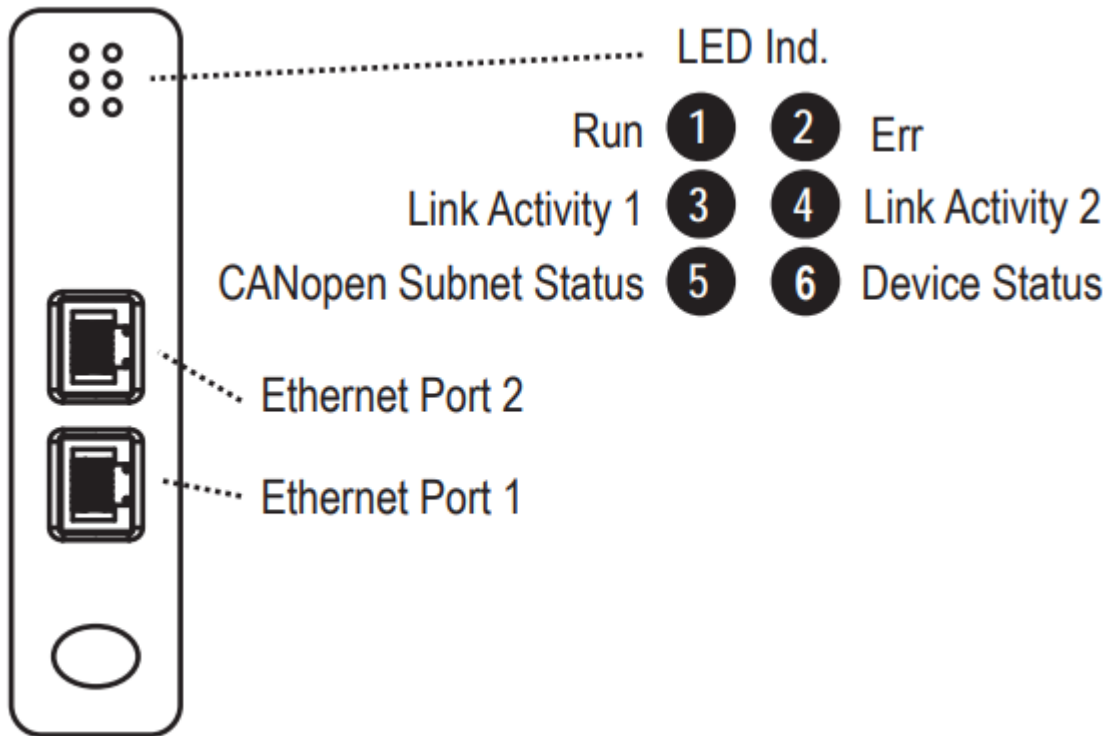 LED Ind.
Run 1 2 Err
Link Activity 1 3 4 Link Activity 2
CANopen Subnet Status 5 6 Device Status
Ethernet Port 2
Ethernet Port 1